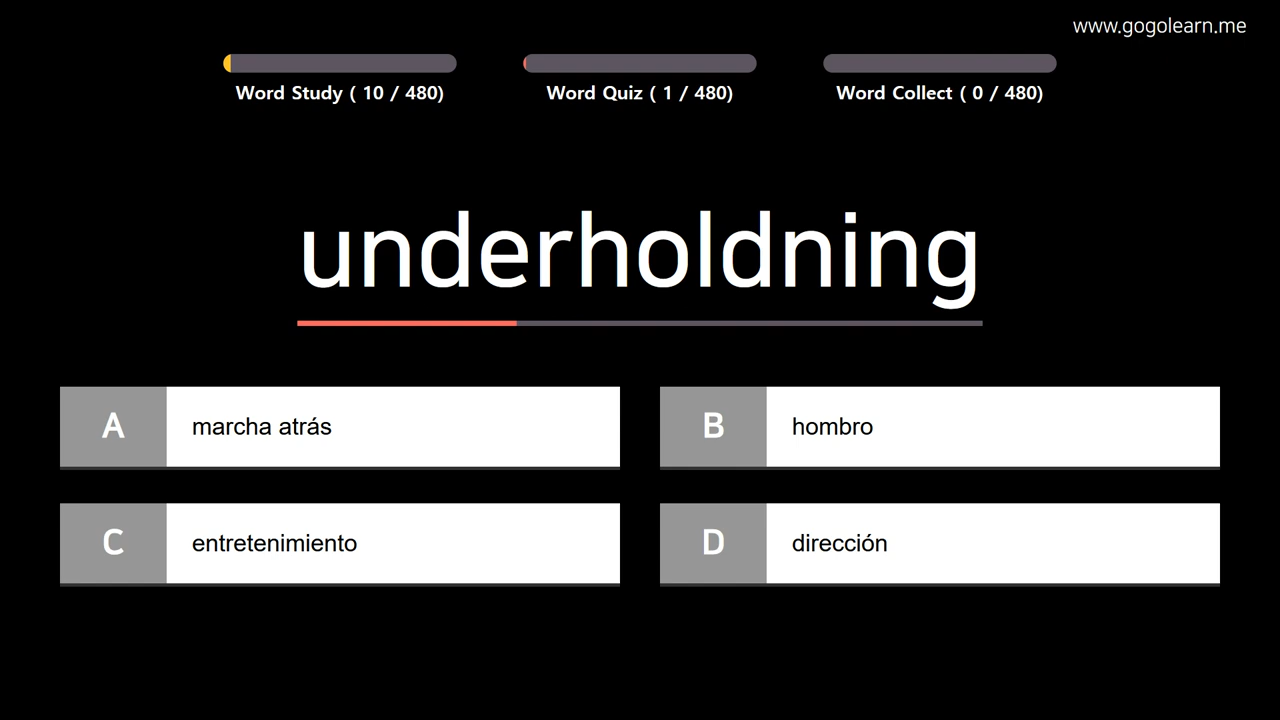 www.gogolearn.me
Word Study ( 10 / 480)
Word Quiz ( 1 / 480)
Word Collect ( 0 / 480)
underholdning
A marcha atrás
B hombro
C entretenimiento
D dirección